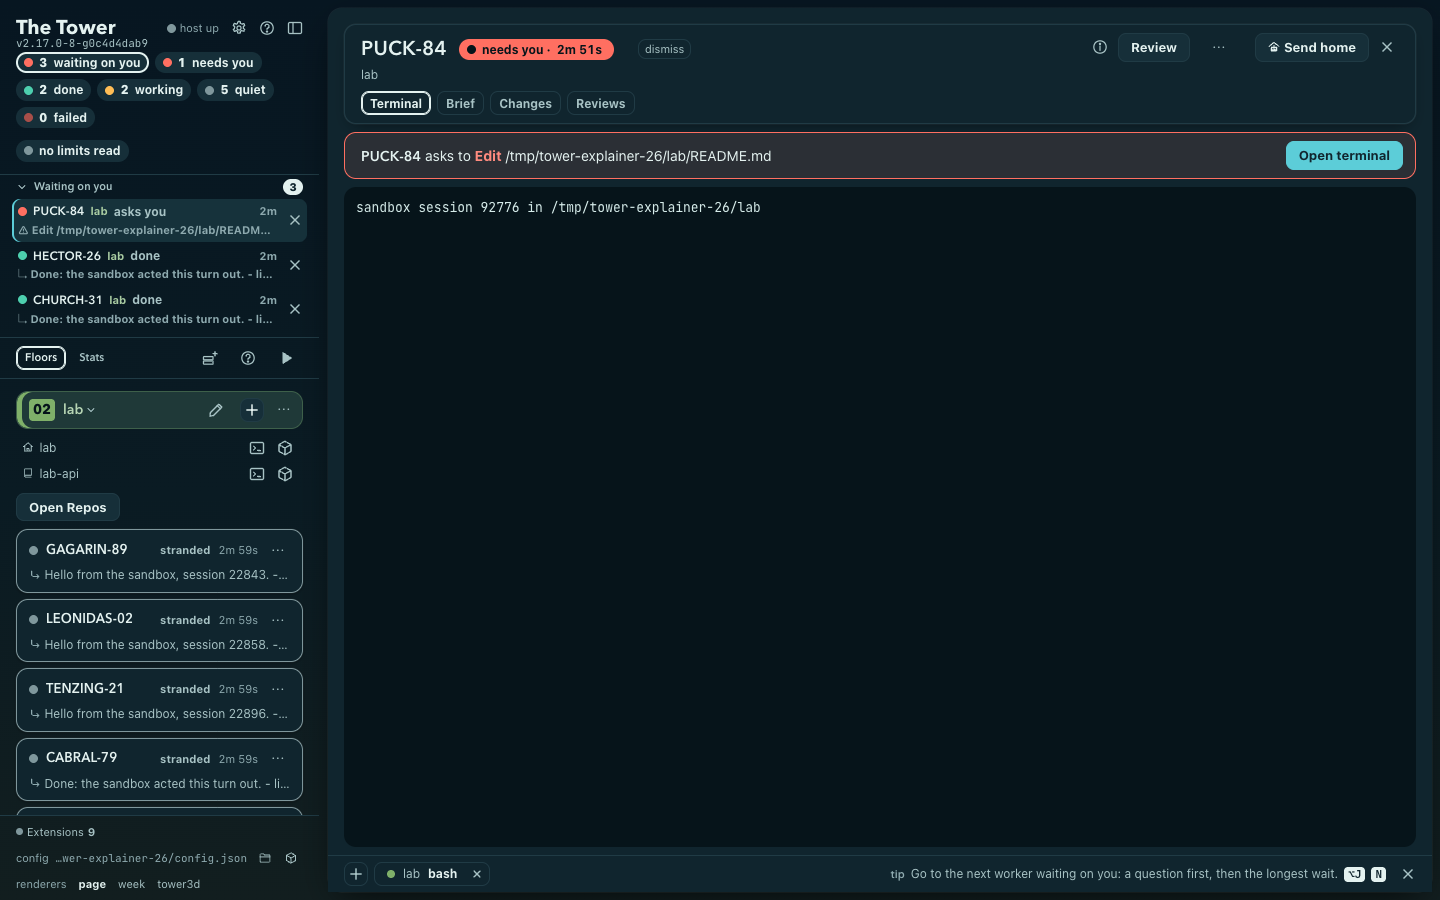 The Tower
host up
v2.17.0-8-g0c4d4dab9
3 waiting on you
1 needs you
2 done
2 working
5 quiet
0 failed
no limits read
Waiting on you
3
PUCK-84 lab asks you 2m
Edit /tmp/tower-explainer-26/lab/READM...
HECTOR-26 lab done 2m
Done: the sandbox acted this turn out. - li...
CHURCH-31 lab done 2m
Done: the sandbox acted this turn out. - li...
Floors
Stats
02 lab
lab
lab-api
Open Repos
GAGARIN-89 stranded 2m 59s
Hello from the sandbox, session 22843. -...
LEONIDAS-02 stranded 2m 59s
Hello from the sandbox, session 22858. -...
TENZING-21 stranded 2m 59s
Hello from the sandbox, session 22896. -...
CABRAL-79 stranded 2m 59s
Done: the sandbox acted this turn out. - li...
Extensions 9
config …wer-explainer-26/config.json
renderers page week tower3d
PUCK-84
needs you · 2m 51s
dismiss
Review
Send home
lab
Terminal
Brief
Changes
Reviews
PUCK-84 asks to Edit /tmp/tower-explainer-26/lab/README.md
Open terminal
sandbox session 92776 in /tmp/tower-explainer-26/lab
lab bash
tip Go to the next worker waiting on you: a question first, then the longest wait. ⌥J N